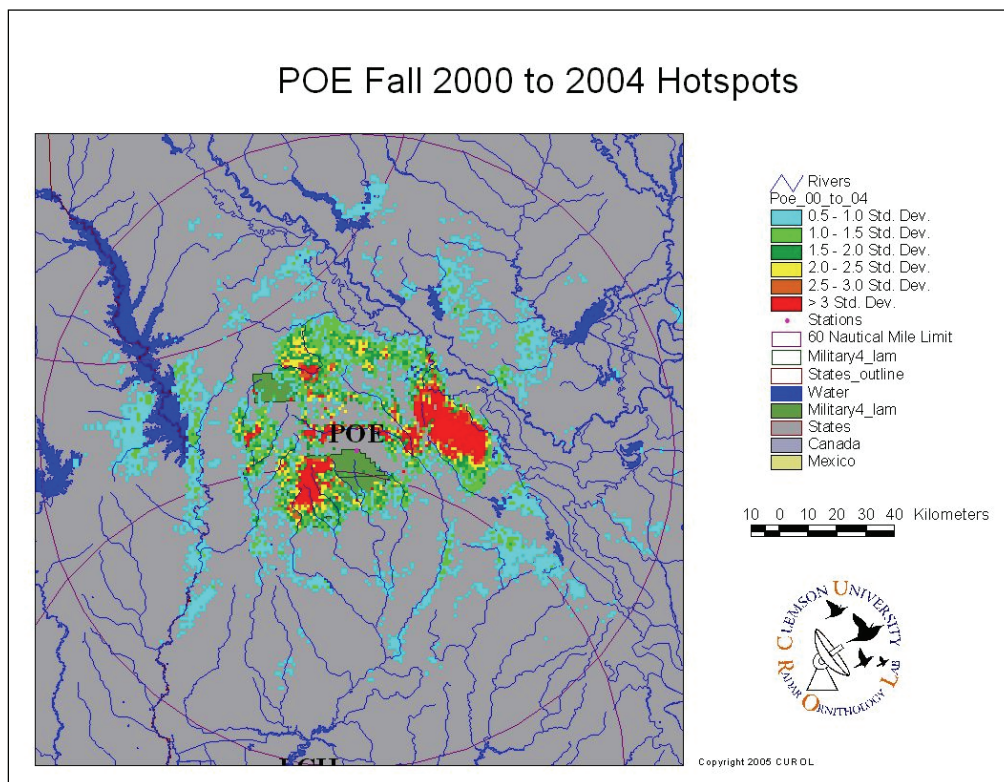 POE Fall 2000 to 2004 Hotspots
POE
Rivers
Poe_00_to_04
0.5 - 1.0 Std. Dev.
1.0 - 1.5 Std. Dev.
1.5 - 2.0 Std. Dev.
2.0 - 2.5 Std. Dev.
2.5 - 3.0 Std. Dev.
> 3 Std. Dev.
Stations
60 Nautical Mile Limit
Military4_lam
States_outline
Water
Military4_lam
States
Canada
Mexico
10 0 10 20 30 40 Kilometers
CLEMSON UNIVERSITY
RADAR ORNITHOLOGY LAB
Copyright 2005 CUROL